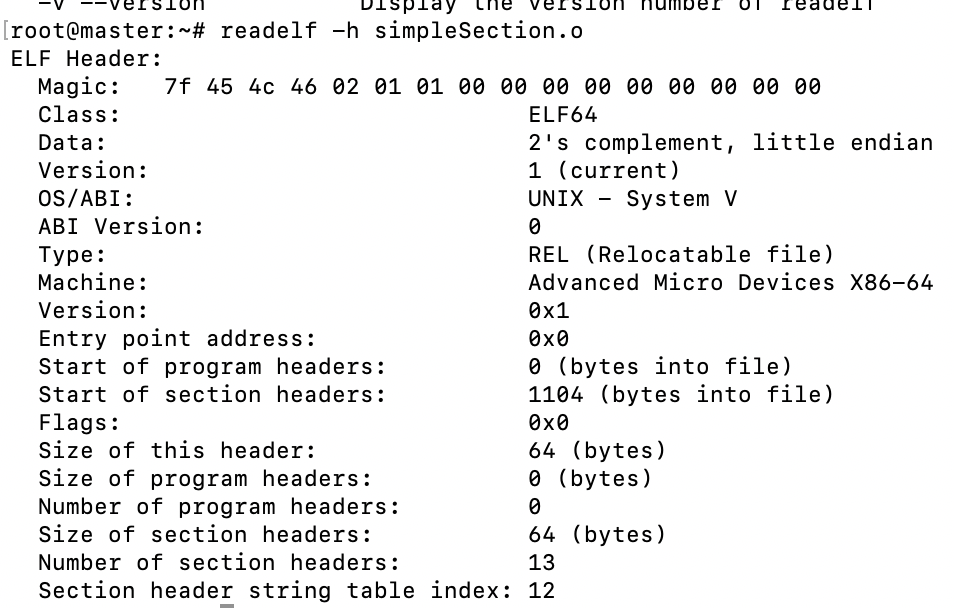 -v --version Display the version number of readelf
[root@master:~# readelf -h simpleSection.o
ELF Header:
Magic: 7f 45 4c 46 02 01 01 00 00 00 00 00 00 00 00 00
Class: ELF64
Data: 2's complement, little endian
Version: 1 (current)
OS/ABI: UNIX - System V
ABI Version: 0
Type: REL (Relocatable file)
Machine: Advanced Micro Devices X86-64
Version: 0x1
Entry point address: 0x0
Start of program headers: 0 (bytes into file)
Start of section headers: 1104 (bytes into file)
Flags: 0x0
Size of this header: 64 (bytes)
Size of program headers: 0 (bytes)
Number of program headers: 0
Size of section headers: 64 (bytes)
Number of section headers: 13
Section header string table index: 12